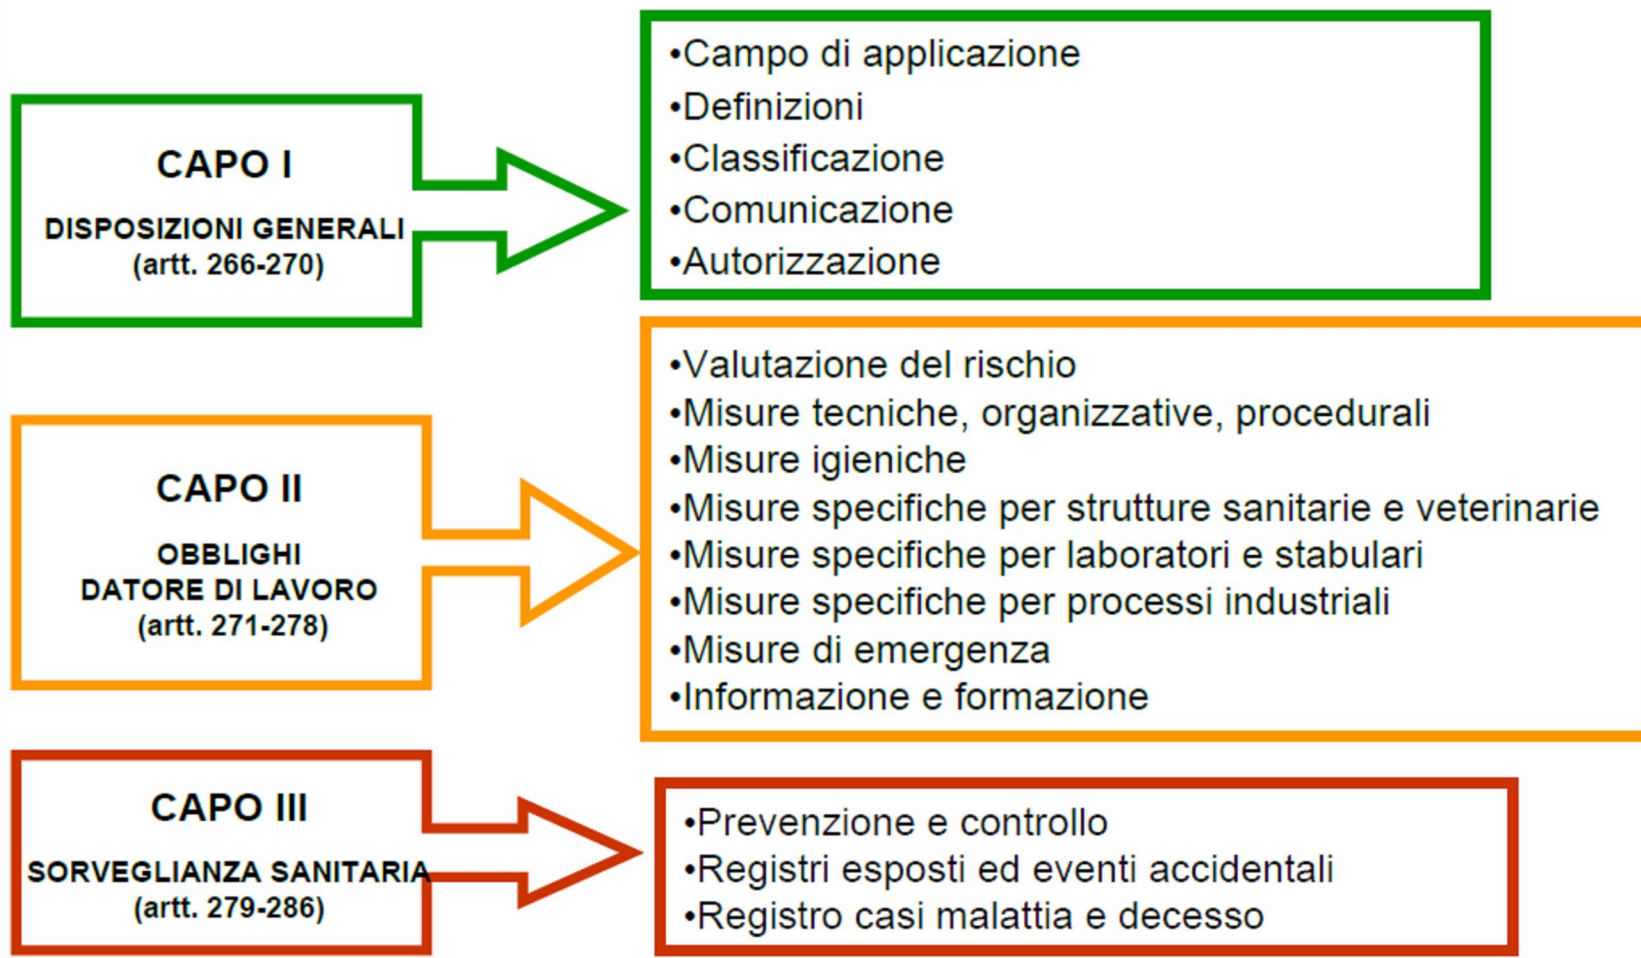 CAPO I
DISPOSIZIONI GENERALI
(artt. 266-270)
•Campo di applicazione
•Definizioni
•Classificazione
•Comunicazione
•Autorizzazione
CAPO II
OBBLIGHI
DATORE DI LAVORO
(artt. 271-278)
•Valutazione del rischio
•Misure tecniche, organizzative, procedurali
•Misure igieniche
•Misure specifiche per strutture sanitarie e veterinarie
•Misure specifiche per laboratori e stabulari
•Misure specifiche per processi industriali
•Misure di emergenza
•Informazione e formazione
CAPO III
SORVEGLIANZA SANITARIA
(artt. 279-286)
•Prevenzione e controllo
•Registri esposti ed eventi accidentali
•Registro casi malattia e decesso